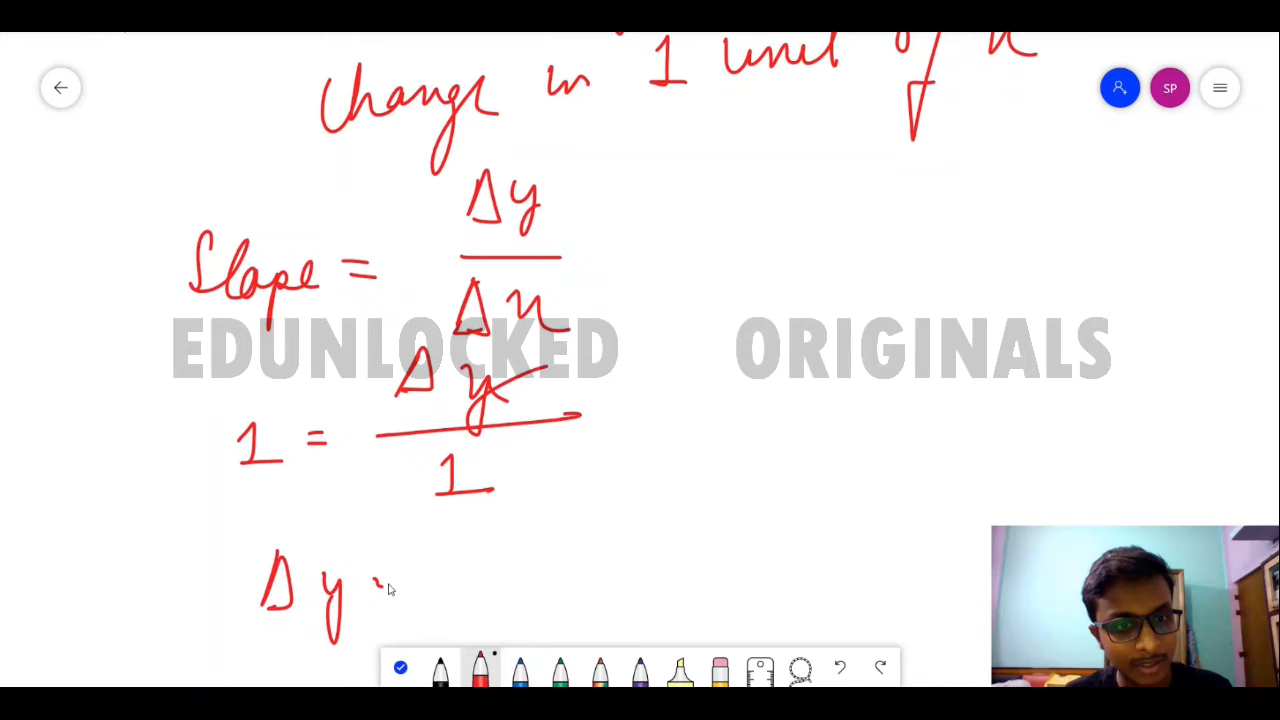 change in 1 unit of x
SP
Δy
Slope = ――
Δx
EDUNLOCKED ORIGINALS
Δy
1 = ――
1
Δy